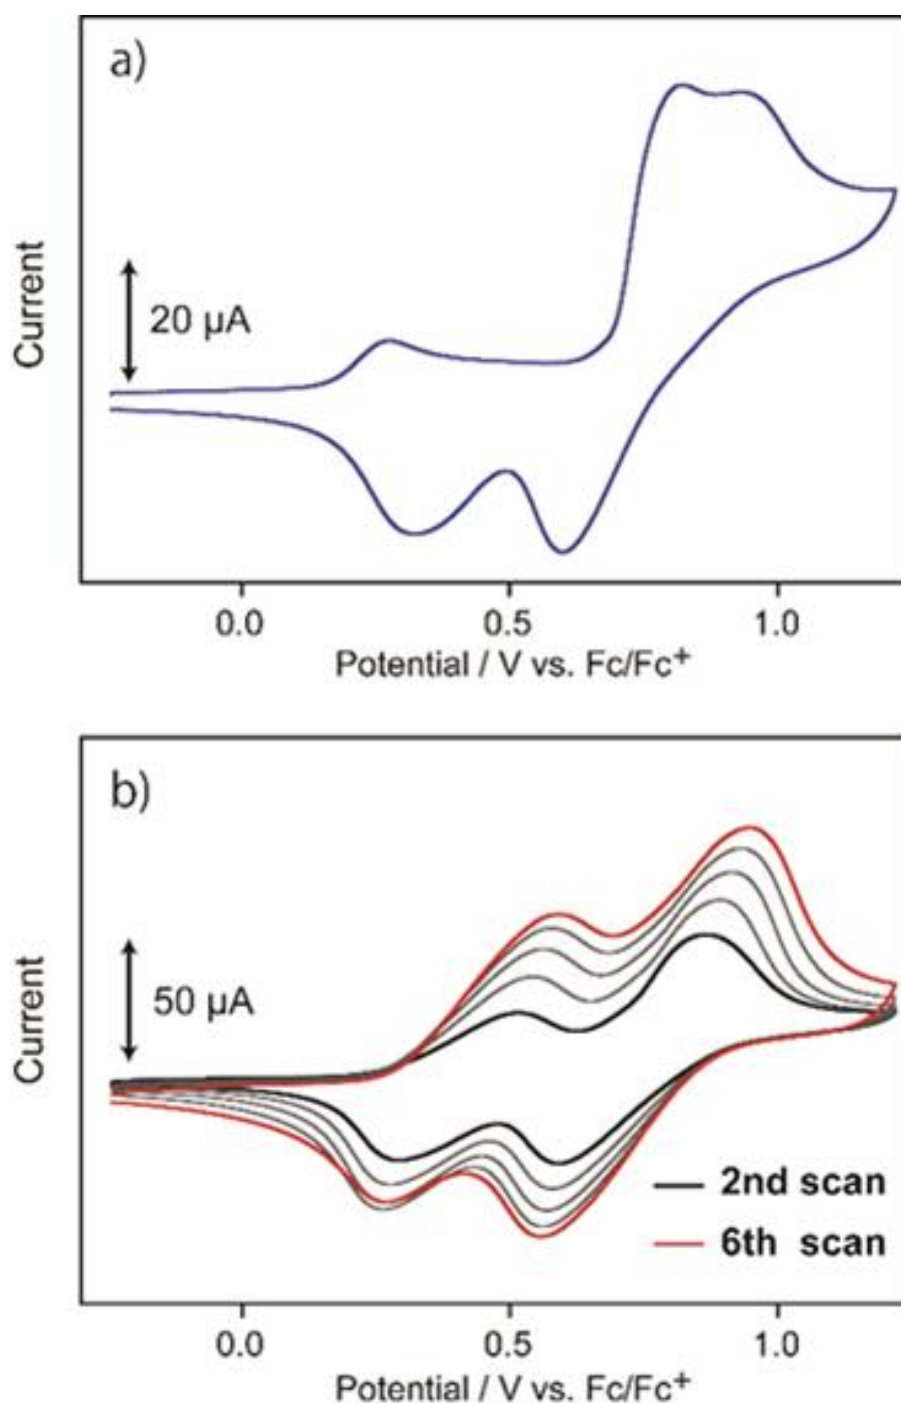 a)
Current
20 μA
0.0 0.5 1.0
Potential / V vs. Fc/Fc⁺
b)
Current
50 μA
2nd scan
6th scan
0.0 0.5 1.0
Potential / V vs. Fc/Fc⁺